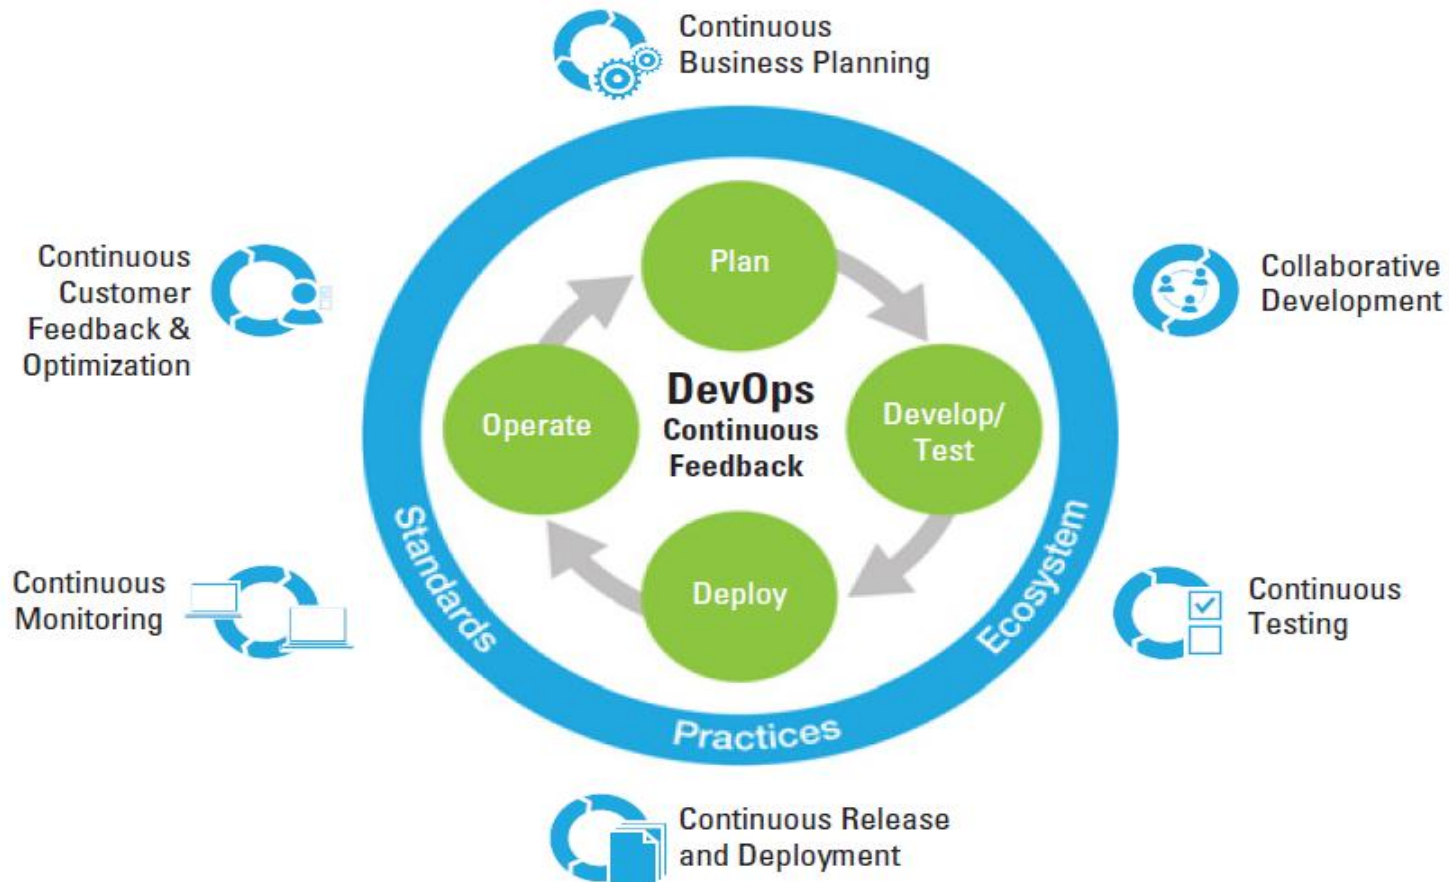 Continuous
Business Planning
Continuous
Customer
Feedback &
Optimization
Collaborative
Development
Plan
Operate
DevOps
Continuous
Feedback
Develop/
Test
Deploy
Standards
Practices
Ecosystem
Continuous
Monitoring
Continuous
Testing
Continuous Release
and Deployment